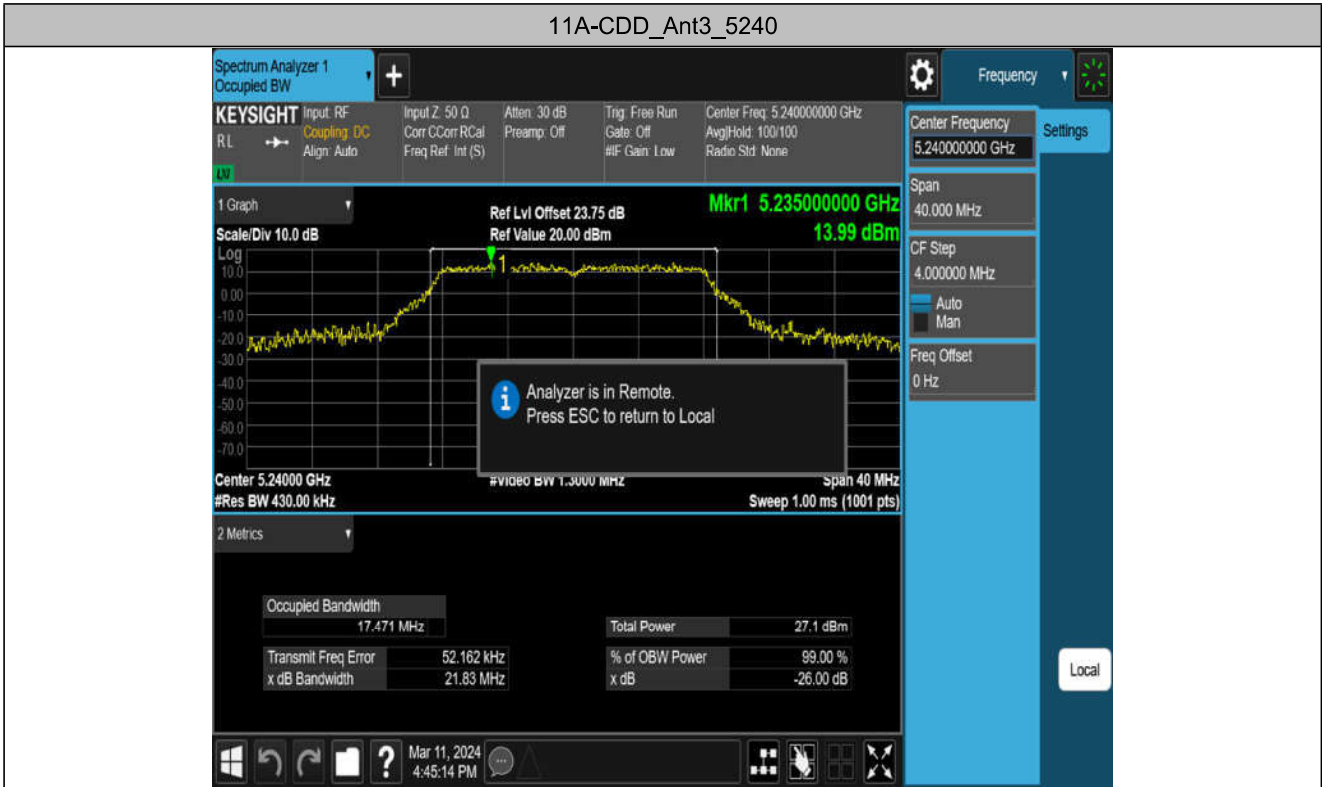 11A-CDD_Ant3_5240
Spectrum Analyzer 1
Occupied BW
Frequency
KEYSIGHT
RL
Input: RF
Coupling: DC
Align: Auto
Input Z: 50 Ω
Corr CCorr RCal
Freq Ref: Int (S)
Atten: 30 dB
Preamp: Off
Trig: Free Run
Gate: Off
#IF Gain: Low
Center Freq: 5.240000000 GHz
Avg|Hold: 100/100
Radio Std: None
Center Frequency
5.240000000 GHz
Settings
Span
40.000 MHz
CF Step
4.000000 MHz
Auto
Man
Freq Offset
0 Hz
1 Graph
Scale/Div 10.0 dB
Ref Lvl Offset 23.75 dB
Ref Value 20.00 dBm
Mkr1 5.235000000 GHz
13.99 dBm
Log
10.0
0.00
-10.0
-20.0
-30.0
-40.0
-50.0
-60.0
-70.0
1
Analyzer is in Remote.
Press ESC to return to Local
Center 5.24000 GHz
#Video BW 1.3000 MHz
Span 40 MHz
#Res BW 430.00 kHz
Sweep 1.00 ms (1001 pts)
2 Metrics
Occupied Bandwidth
17.471 MHz
Total Power 27.1 dBm
Transmit Freq Error 52.162 kHz
% of OBW Power 99.00 %
x dB Bandwidth 21.83 MHz
x dB -26.00 dB
Local
Mar 11, 2024
4:45:14 PM